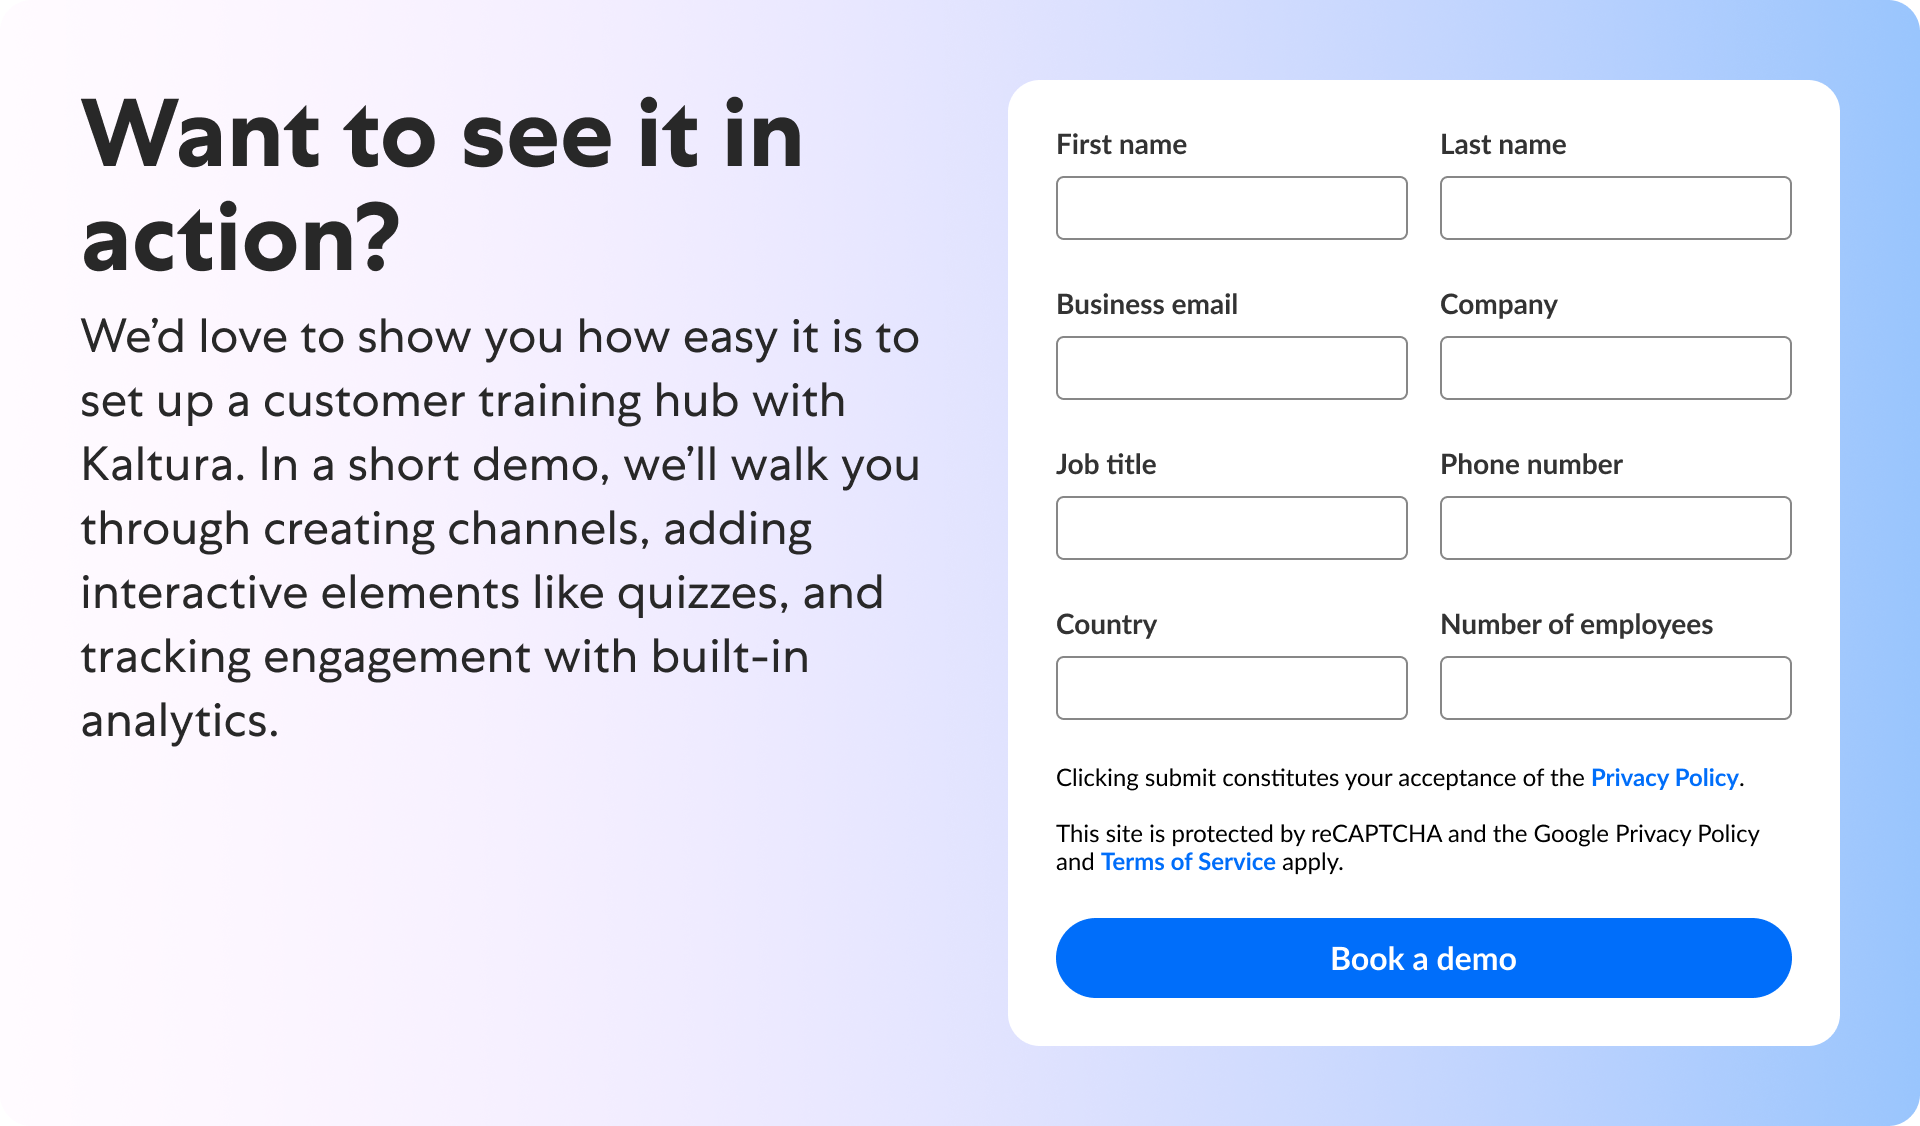 Want to see it in
action?
We’d love to show you how easy it is to
set up a customer training hub with
Kaltura. In a short demo, we’ll walk you
through creating channels, adding
interactive elements like quizzes, and
tracking engagement with built-in
analytics.
First name
Last name
Business email
Company
Job title
Phone number
Country
Number of employees
Clicking submit constitutes your acceptance of the Privacy Policy.
This site is protected by reCAPTCHA and the Google Privacy Policy
and Terms of Service apply.
Book a demo